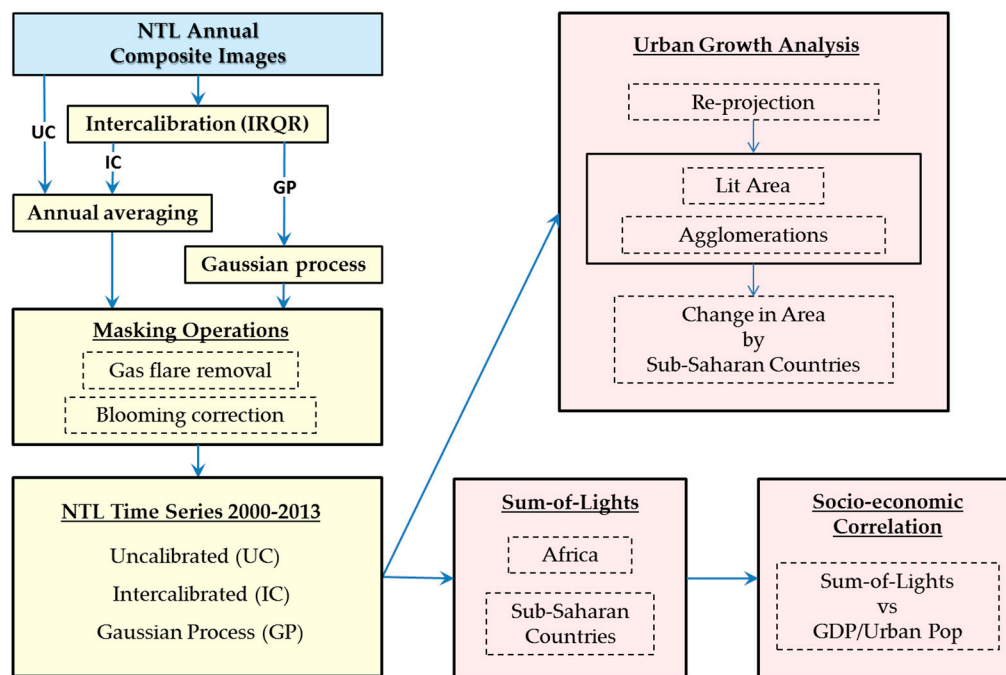 NTL Annual
Composite Images
UC
Intercalibration (IRQR)
IC
GP
Annual averaging
Gaussian process
Masking Operations
Gas flare removal
Blooming correction
NTL Time Series 2000-2013
Uncalibrated (UC)
Intercalibrated (IC)
Gaussian Process (GP)
Urban Growth Analysis
Re-projection
Lit Area
Agglomerations
Change in Area
by
Sub-Saharan Countries
Sum-of-Lights
Africa
Sub-Saharan
Countries
Socio-economic
Correlation
Sum-of-Lights
vs
GDP/Urban Pop